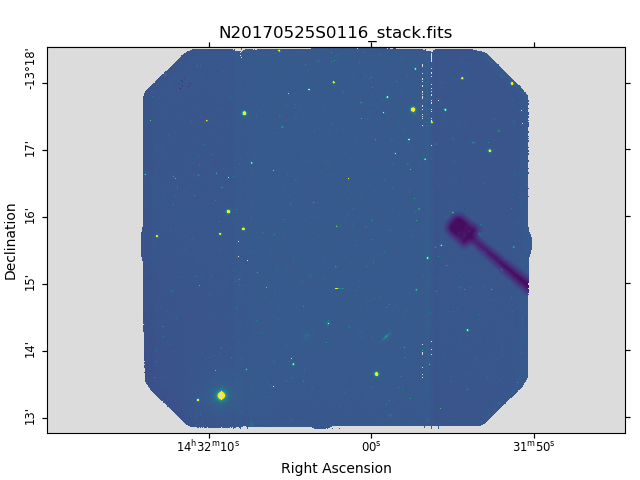 N20170525S0116_stack.fits
-13°18'
17'
16'
15'
14'
13'
Declination
14ʰ32ᵐ10ˢ
00ˢ
31ᵐ50ˢ
Right Ascension